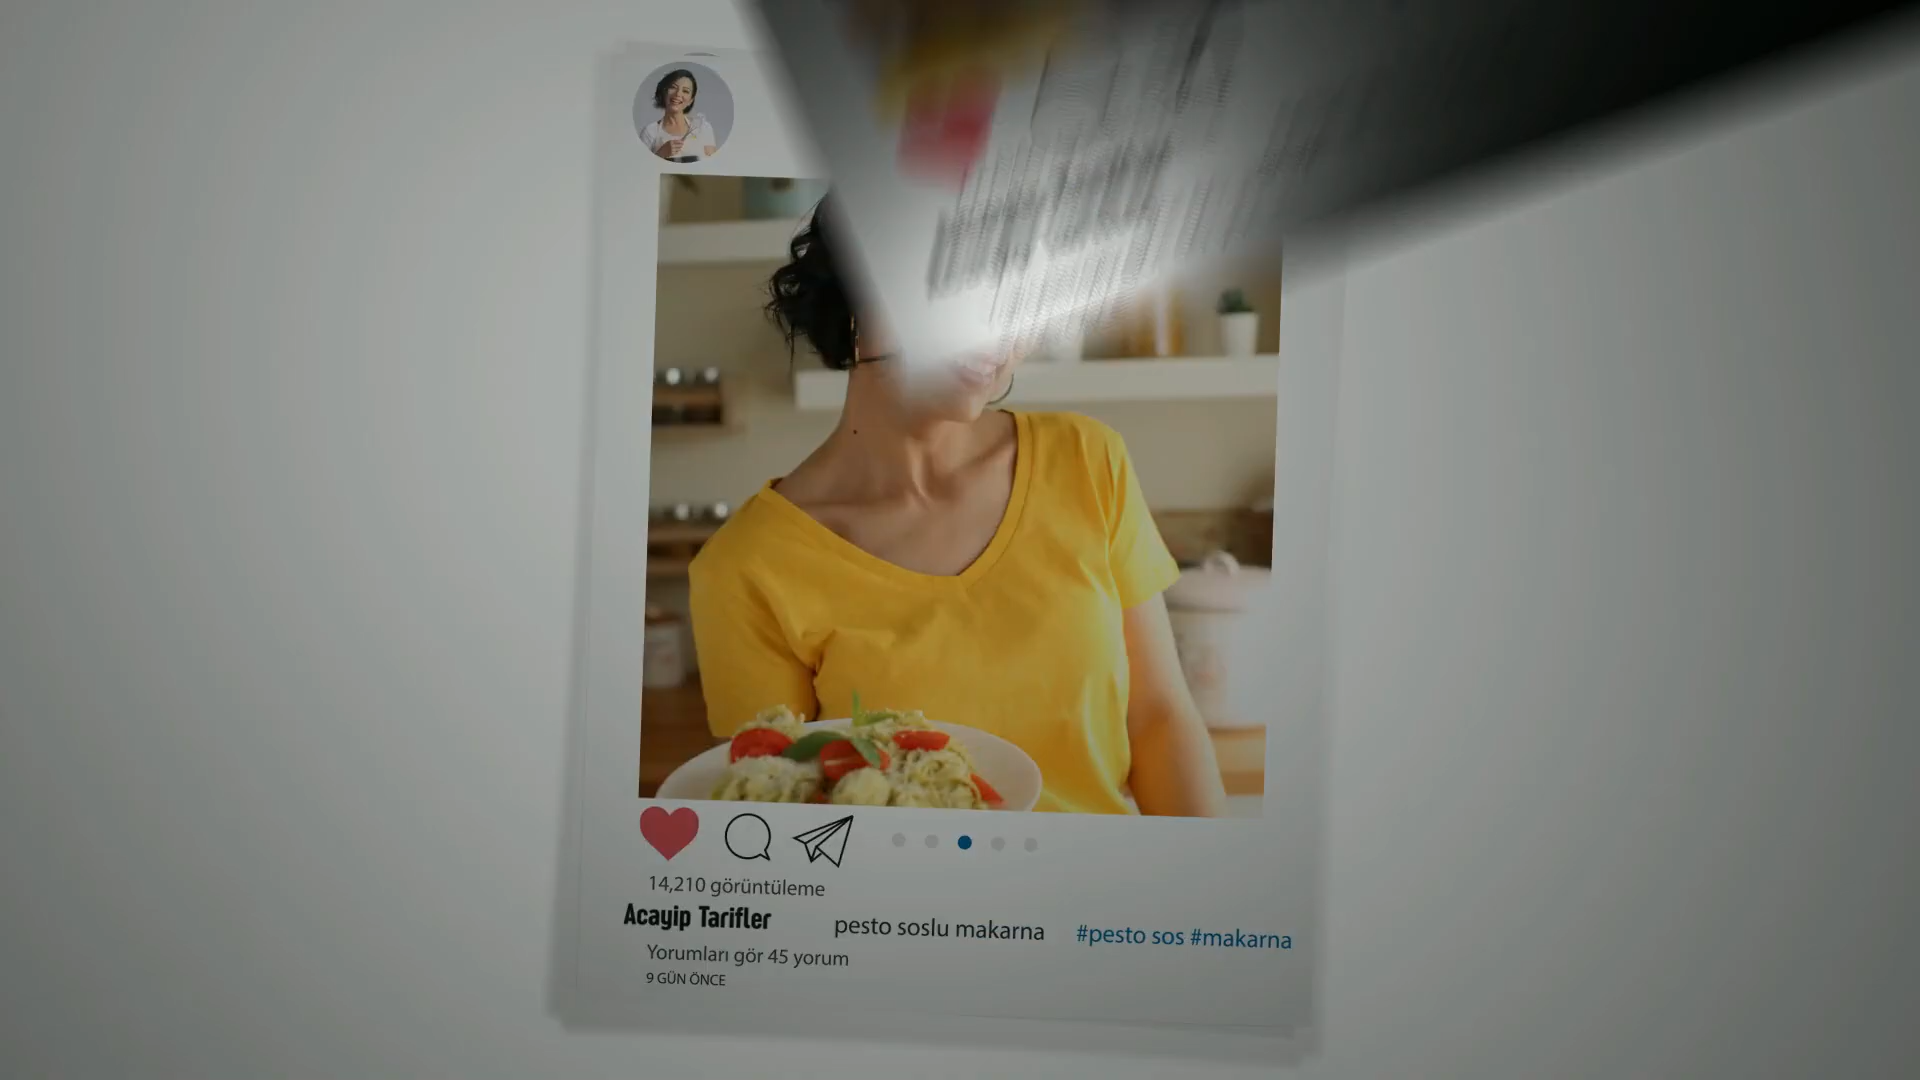 14,210 görüntüleme
Acayip Tarifler pesto soslu makarna #pesto sos #makarna
Yorumları gör 45 yorum
9 GÜN ÖNCE